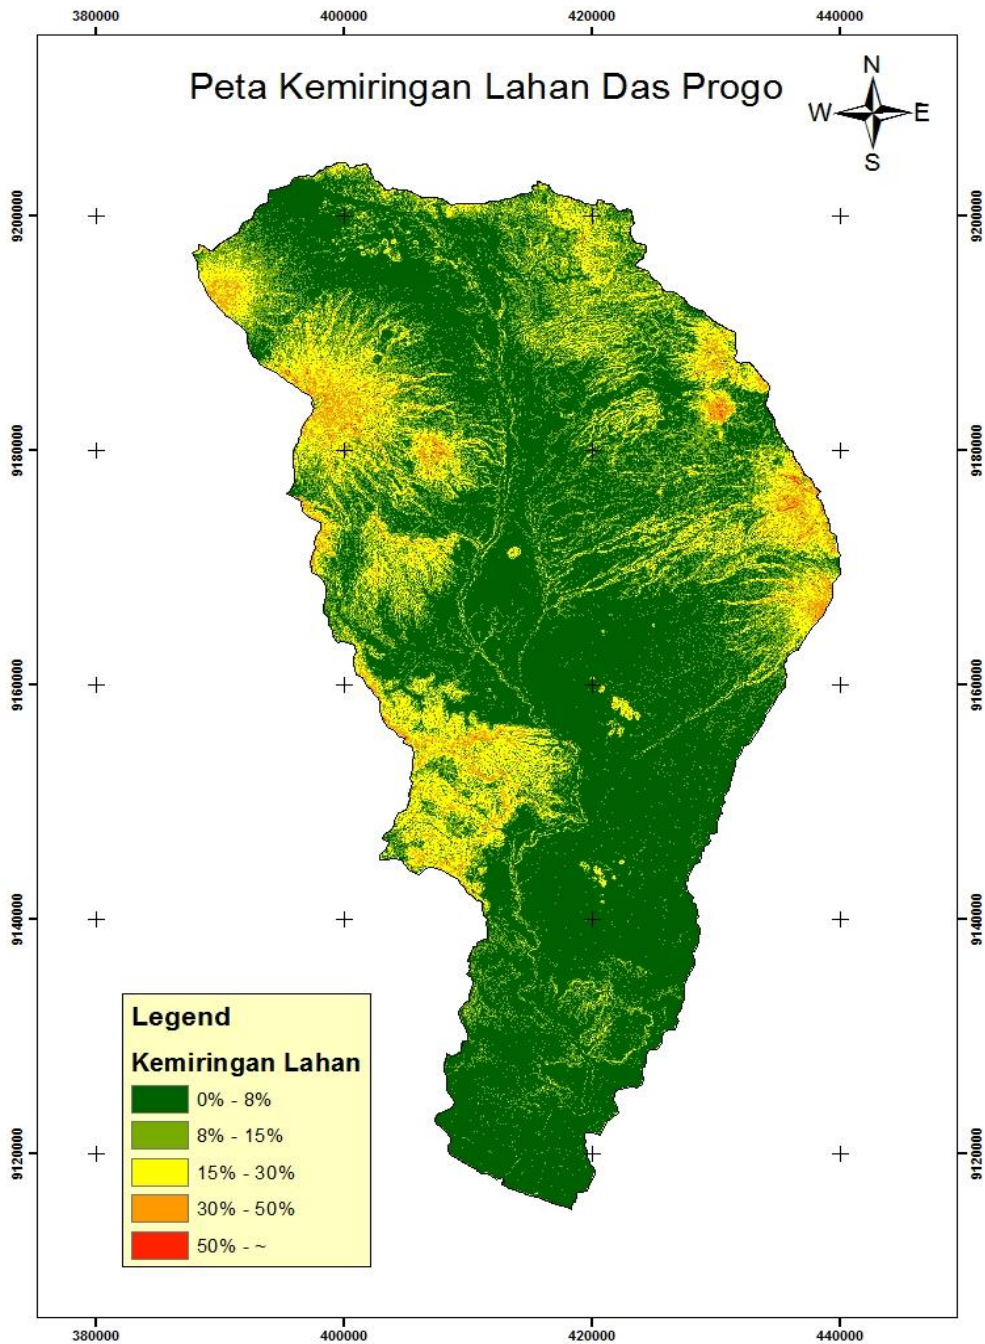 380000 400000 420000 440000
Peta Kemiringan Lahan Das Progo
N
W E
S
9200000 9200000
9180000 9180000
9160000 9160000
9140000 9140000
9120000 9120000
Legend
Kemiringan Lahan
0% - 8%
8% - 15%
15% - 30%
30% - 50%
50% - ~
380000 400000 420000 440000